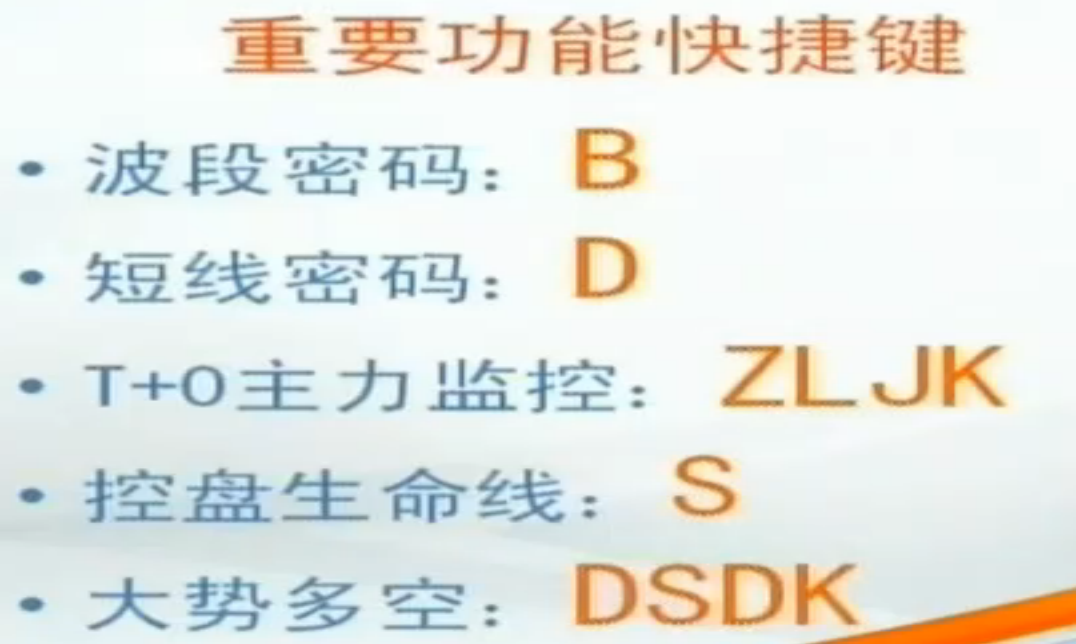 重要功能快捷键
• 波段密码：B
• 短线密码：D
• T+0主力监控：ZLJK
• 控盘生命线：S
• 大势多空：DSDK